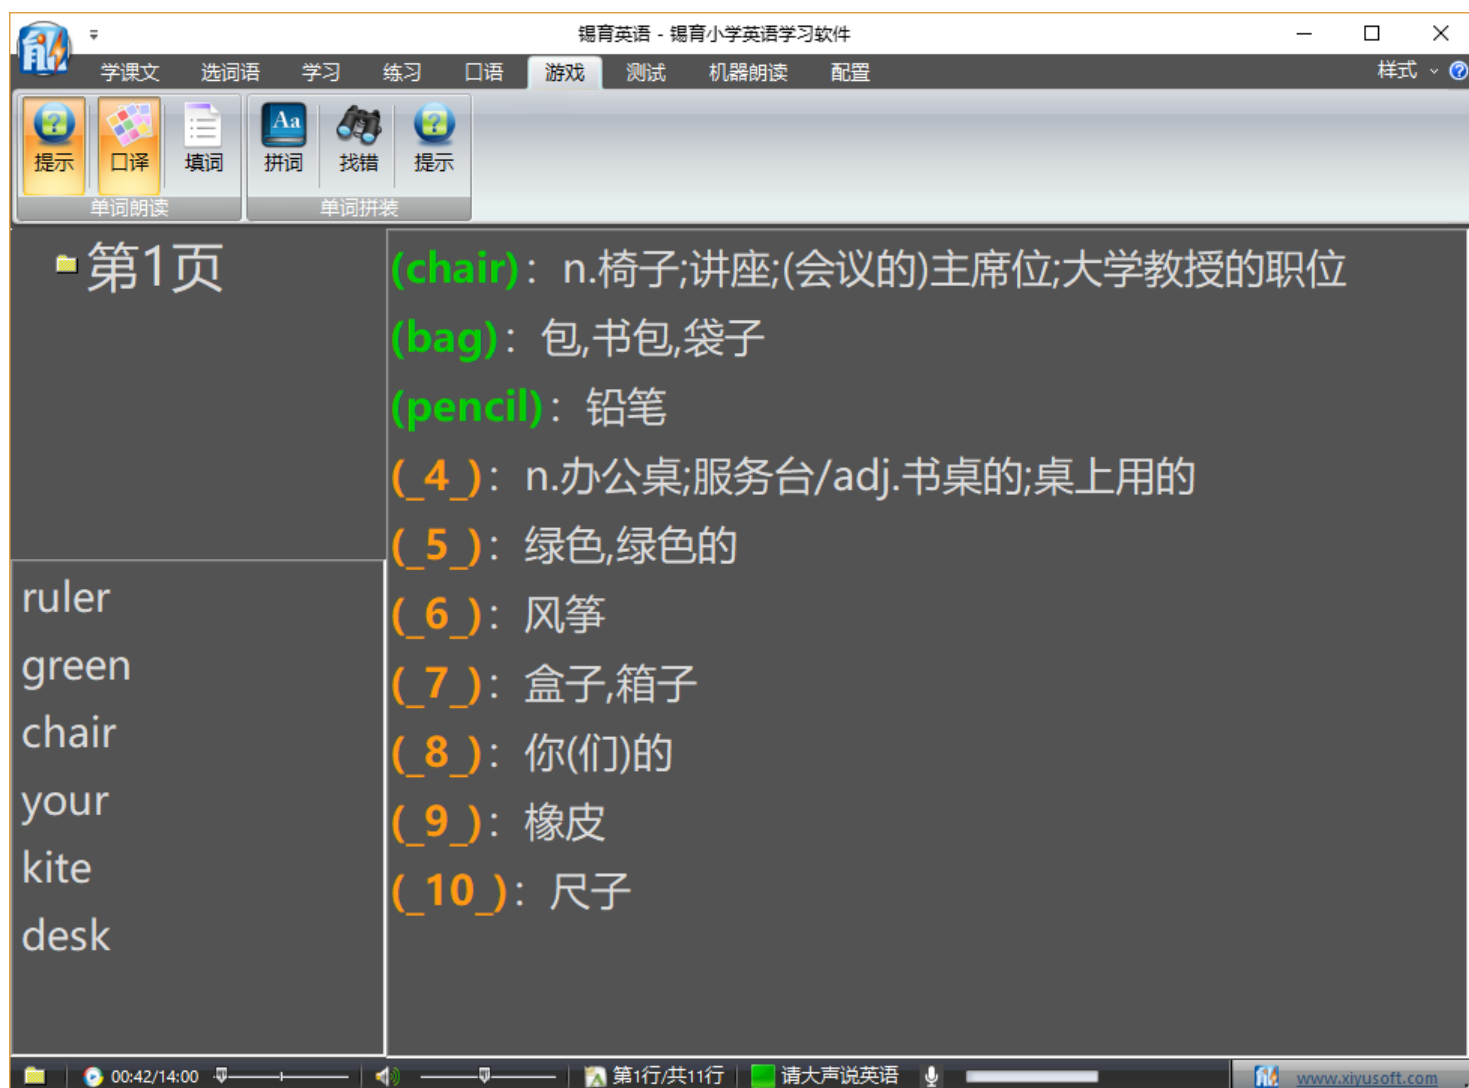 锡育英语 - 锡育小学英语学习软件
学课文 选词语 学习 练习 口语 游戏 测试 机器朗读 配置 样式
提示 口译 填词 拼词 找错 提示
单词朗读 单词拼装
第1页
ruler
green
chair
your
kite
desk
(chair)：n.椅子;讲座;(会议的)主席位;大学教授的职位
(bag)：包,书包,袋子
(pencil)：铅笔
(_4_)：n.办公桌;服务台/adj.书桌的;桌上用的
(_5_)：绿色,绿色的
(_6_)：风筝
(_7_)：盒子,箱子
(_8_)：你(们)的
(_9_)：橡皮
(_10_)：尺子
00:42/14:00 第1行/共11行 请大声说英语 www.xiyusoft.com